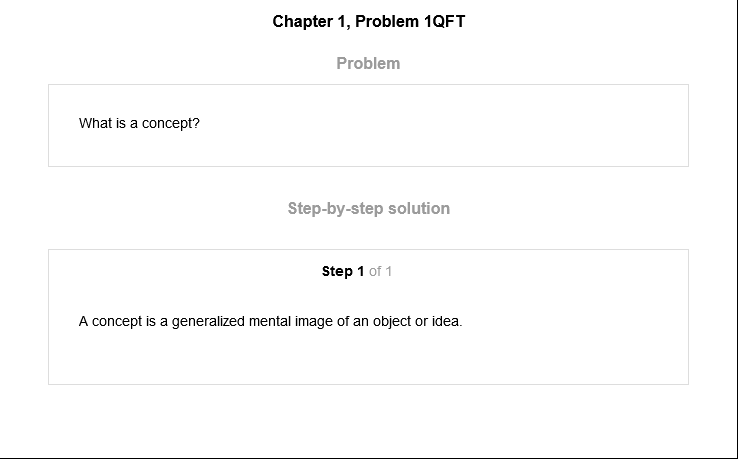 Chapter 1, Problem 1QFT
Problem
What is a concept?
Step-by-step solution
Step 1 of 1
A concept is a generalized mental image of an object or idea.